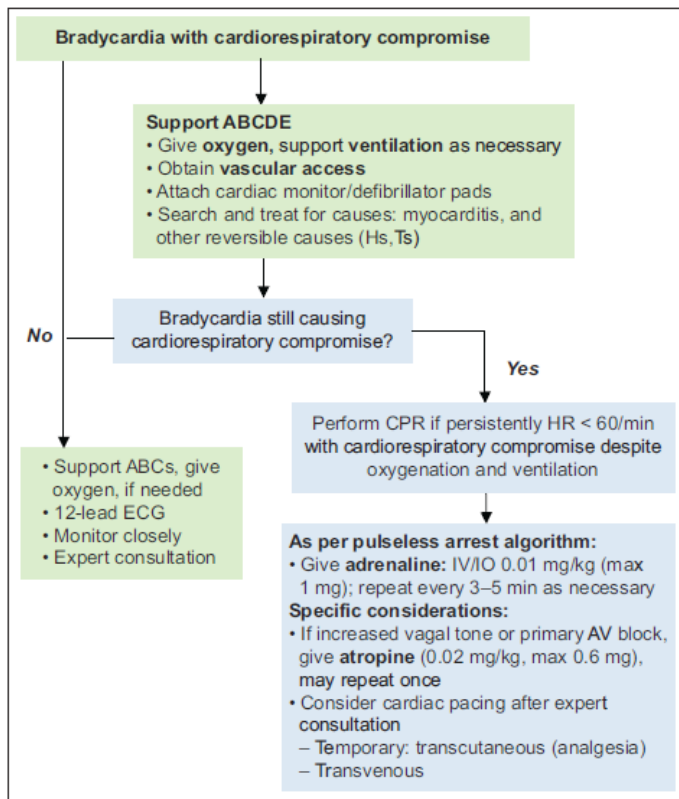 Bradycardia with cardiorespiratory compromise
Support ABCDE
• Give oxygen, support ventilation as necessary
• Obtain vascular access
• Attach cardiac monitor/defibrillator pads
• Search and treat for causes: myocarditis, and
other reversible causes (Hs,Ts)
Bradycardia still causing
cardiorespiratory compromise?
No
Yes
• Support ABCs, give
oxygen, if needed
• 12-lead ECG
• Monitor closely
• Expert consultation
Perform CPR if persistently HR < 60/min
with cardiorespiratory compromise despite
oxygenation and ventilation
As per pulseless arrest algorithm:
• Give adrenaline: IV/IO 0.01 mg/kg (max
1 mg); repeat every 3–5 min as necessary
Specific considerations:
• If increased vagal tone or primary AV block,
give atropine (0.02 mg/kg, max 0.6 mg),
may repeat once
• Consider cardiac pacing after expert
consultation
– Temporary: transcutaneous (analgesia)
– Transvenous